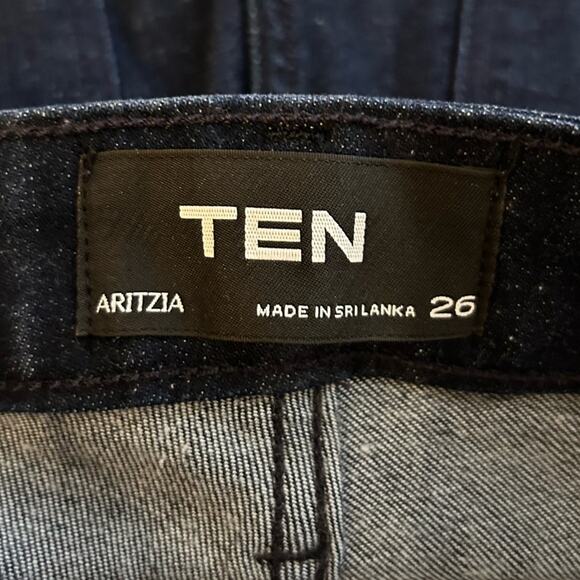 TEN
ARITZIA MADE IN SRI LANKA 26